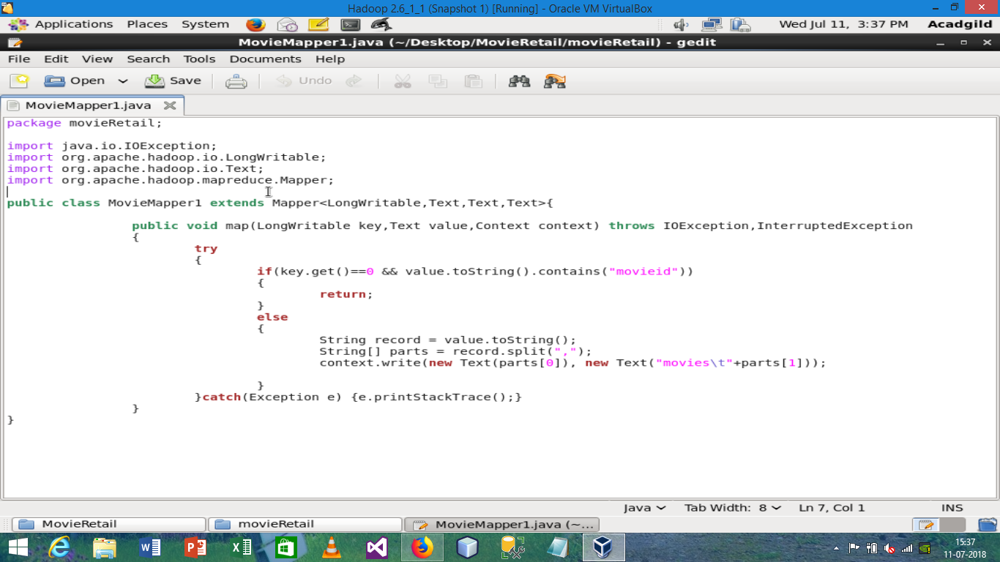 Hadoop 2.6_1_1 (Snapshot 1) [Running] - Oracle VM VirtualBox
Applications Places System Wed Jul 11, 3:37 PM Acadgild
MovieMapper1.java (~/Desktop/MovieRetail/movieRetail) - gedit
File Edit View Search Tools Documents Help
Open Save Undo
MovieMapper1.java
package movieRetail;
import java.io.IOException;
import org.apache.hadoop.io.LongWritable;
import org.apache.hadoop.io.Text;
import org.apache.hadoop.mapreduce.Mapper;
public class MovieMapper1 extends Mapper<LongWritable,Text,Text,Text>{
public void map(LongWritable key,Text value,Context context) throws IOException,InterruptedException
{
try
{
if(key.get()==0 && value.toString().contains("movieid"))
{
return;
}
else
{
String record = value.toString();
String[] parts = record.split(",");
context.write(new Text(parts[0]), new Text("movies\t"+parts[1]));
}
}catch(Exception e) {e.printStackTrace();}
}
}
Java Tab Width: 8 Ln 7, Col 1 INS
MovieRetail movieRetail MovieMapper1.java (~...
15:37
11-07-2018